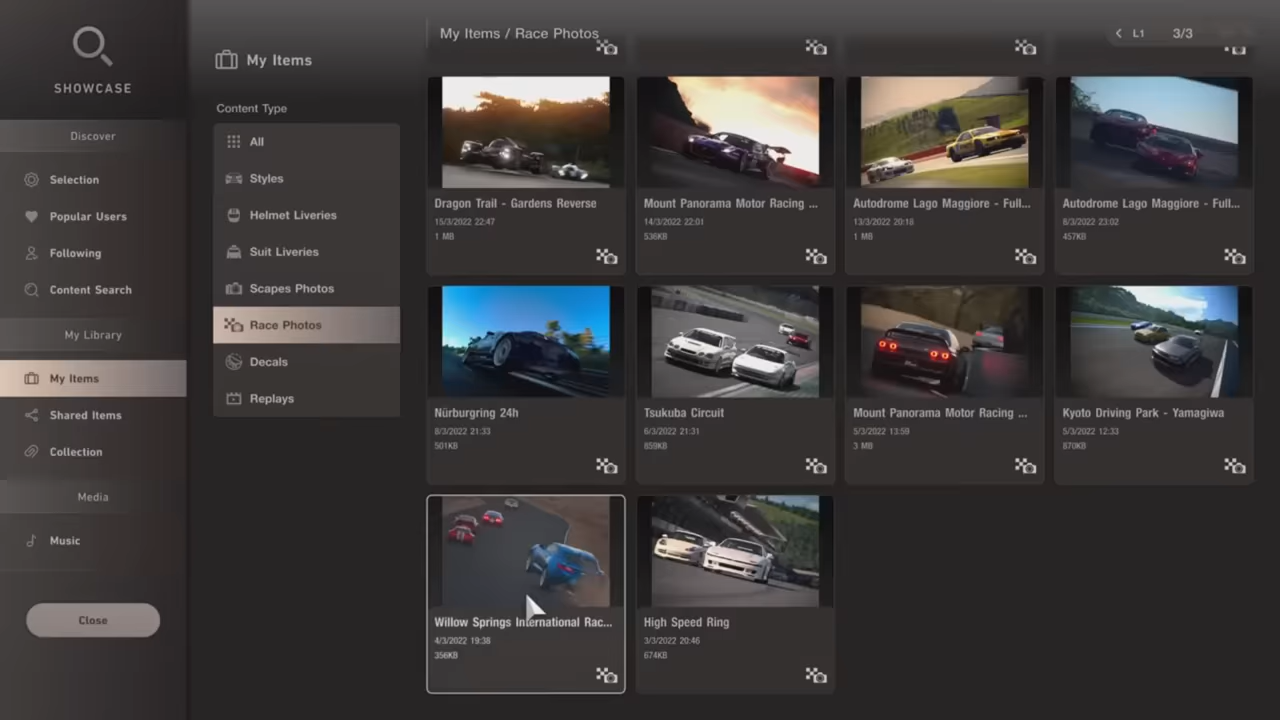 SHOWCASE
Discover
Selection
Popular Users
Following
Content Search
My Library
My Items
Shared Items
Collection
Media
Music
Close
My Items
Content Type
All
Styles
Helmet Liveries
Suit Liveries
Scapes Photos
Race Photos
Decals
Replays
My Items / Race Photos
L1 3/3
Dragon Trail - Gardens Reverse
15/3/2022 22:47
1 MB
Mount Panorama Motor Racing ...
14/3/2022 22:01
536KB
Autodrome Lago Maggiore - Full...
13/3/2022 20:18
1 MB
Autodrome Lago Maggiore - Full...
8/3/2022 23:02
457KB
Nürburgring 24h
8/3/2022 21:33
501KB
Tsukuba Circuit
6/3/2022 21:31
859KB
Mount Panorama Motor Racing ...
5/3/2022 13:59
3 MB
Kyoto Driving Park - Yamagiwa
5/3/2022 12:33
870KB
Willow Springs International Rac...
4/3/2022 19:38
356KB
High Speed Ring
3/3/2022 20:46
674KB